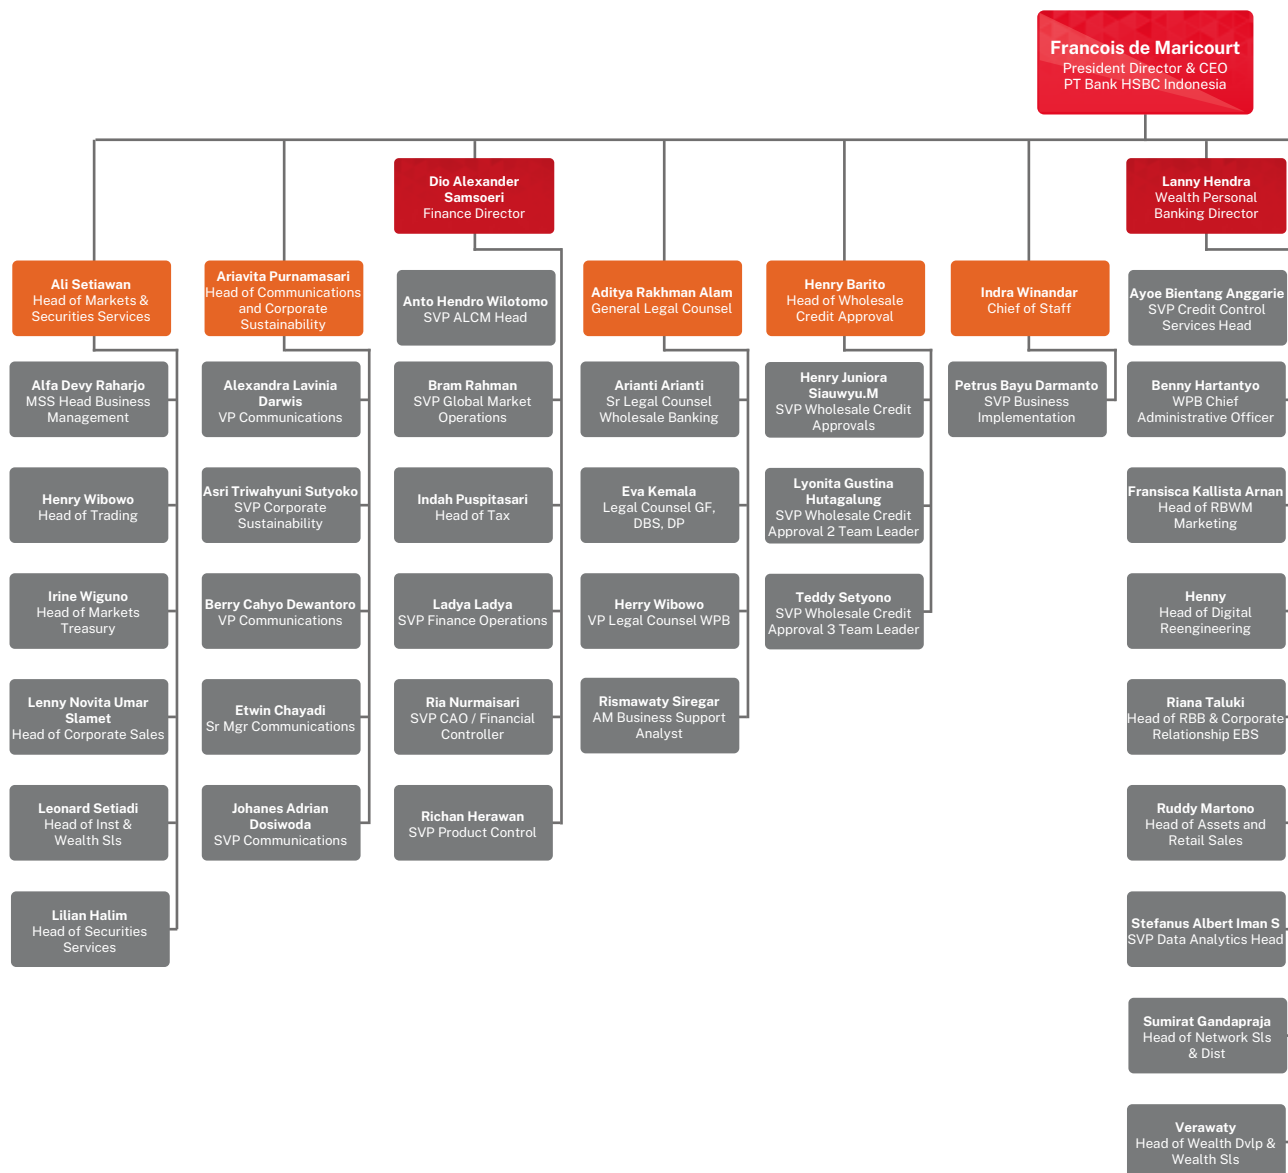 Francois de Maricourt
President Director & CEO
PT Bank HSBC Indonesia
Dio Alexander
Samsoeri
Finance Director
Lanny Hendra
Wealth Personal
Banking Director
Ali Setiawan
Head of Markets &
Securities Services
Ariavita Purnamasari
Head of Communications
and Corporate
Sustainability
Anto Hendro Wilotomo
SVP ALCM Head
Aditya Rakhman Alam
General Legal Counsel
Henry Barito
Head of Wholesale
Credit Approval
Indra Winandar
Chief of Staff
Ayoe Bientang Anggarie
SVP Credit Control
Services Head
Alfa Devy Raharjo
MSS Head Business
Management
Alexandra Lavinia
Darwis
VP Communications
Bram Rahman
SVP Global Market
Operations
Arianti Arianti
Sr Legal Counsel
Wholesale Banking
Henry Juniora
Siauwyu.M
SVP Wholesale Credit
Approvals
Petrus Bayu Darmanto
SVP Business
Implementation
Benny Hartantyo
WPB Chief
Administrative Officer
Henry Wibowo
Head of Trading
Asri Triwahyuni Sutyoko
SVP Corporate
Sustainability
Indah Puspitasari
Head of Tax
Eva Kemala
Legal Counsel GF,
DBS, DP
Lyonita Gustina
Hutagalung
SVP Wholesale Credit
Approval 2 Team Leader
Fransisca Kallista Arnan
Head of RBWM
Marketing
Irine Wiguno
Head of Markets
Treasury
Berry Cahyo Dewantoro
VP Communications
Ladya Ladya
SVP Finance Operations
Herry Wibowo
VP Legal Counsel WPB
Teddy Setyono
SVP Wholesale Credit
Approval 3 Team Leader
Henny
Head of Digital
Reengineering
Lenny Novita Umar
Slamet
Head of Corporate Sales
Etwin Chayadi
Sr Mgr Communications
Ria Nurmaisari
SVP CAO / Financial
Controller
Rismawaty Siregar
AM Business Support
Analyst
Riana Taluki
Head of RBB & Corporate
Relationship EBS
Leonard Setiadi
Head of Inst &
Wealth Sls
Johanes Adrian
Dosiwoda
SVP Communications
Richan Herawan
SVP Product Control
Ruddy Martono
Head of Assets and
Retail Sales
Lilian Halim
Head of Securities
Services
Stefanus Albert Iman S
SVP Data Analytics Head
Sumirat Gandapraja
Head of Network Sls
& Dist
Verawaty
Head of Wealth Dvlp &
Wealth Sls